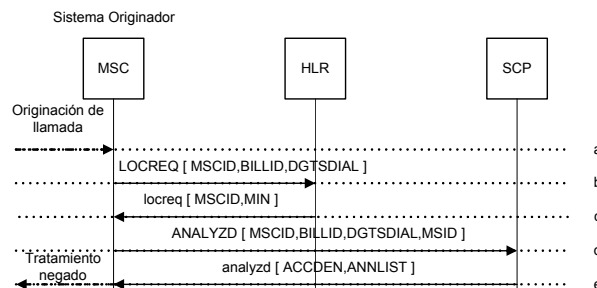 Sistema Originador
MSC
HLR
SCP
Originación de
llamada
a
LOCREQ [ MSCID,BILLID,DGTSDIAL ]
b
locreq [ MSCID,MIN ]
c
ANALYZD [ MSCID,BILLID,DGTSDIAL,MSID ]
d
Tratamiento
negado
analyzd [ ACCDEN,ANNLIST ]
e